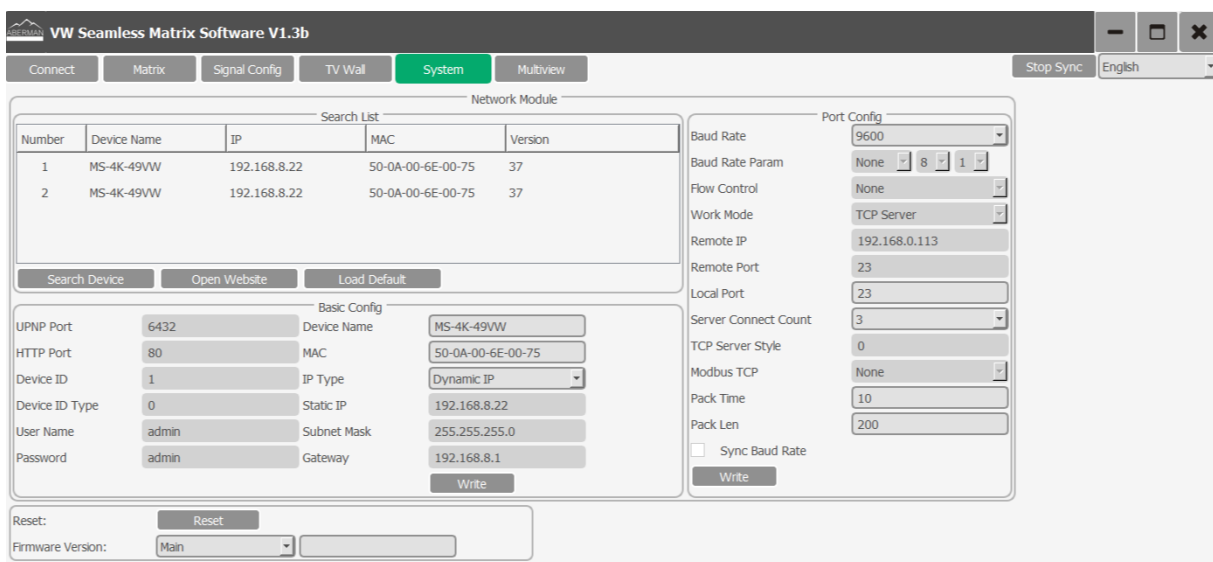 ABERMAN VW Seamless Matrix Software V1.3b
Connect Matrix Signal Config TV Wall System Multiview Stop Sync English
Network Module
Search List
Number Device Name IP MAC Version
1 MS-4K-49VW 192.168.8.22 50-0A-00-6E-00-75 37
2 MS-4K-49VW 192.168.8.22 50-0A-00-6E-00-75 37
Search Device Open Website Load Default
Basic Config
UPNP Port 6432 Device Name MS-4K-49VW
HTTP Port 80 MAC 50-0A-00-6E-00-75
Device ID 1 IP Type Dynamic IP
Device ID Type 0 Static IP 192.168.8.22
User Name admin Subnet Mask 255.255.255.0
Password admin Gateway 192.168.8.1
Write
Port Config
Baud Rate 9600
Baud Rate Param None 8 1
Flow Control None
Work Mode TCP Server
Remote IP 192.168.0.113
Remote Port 23
Local Port 23
Server Connect Count 3
TCP Server Style 0
Modbus TCP None
Pack Time 10
Pack Len 200
Sync Baud Rate
Write
Reset: Reset
Firmware Version: Main